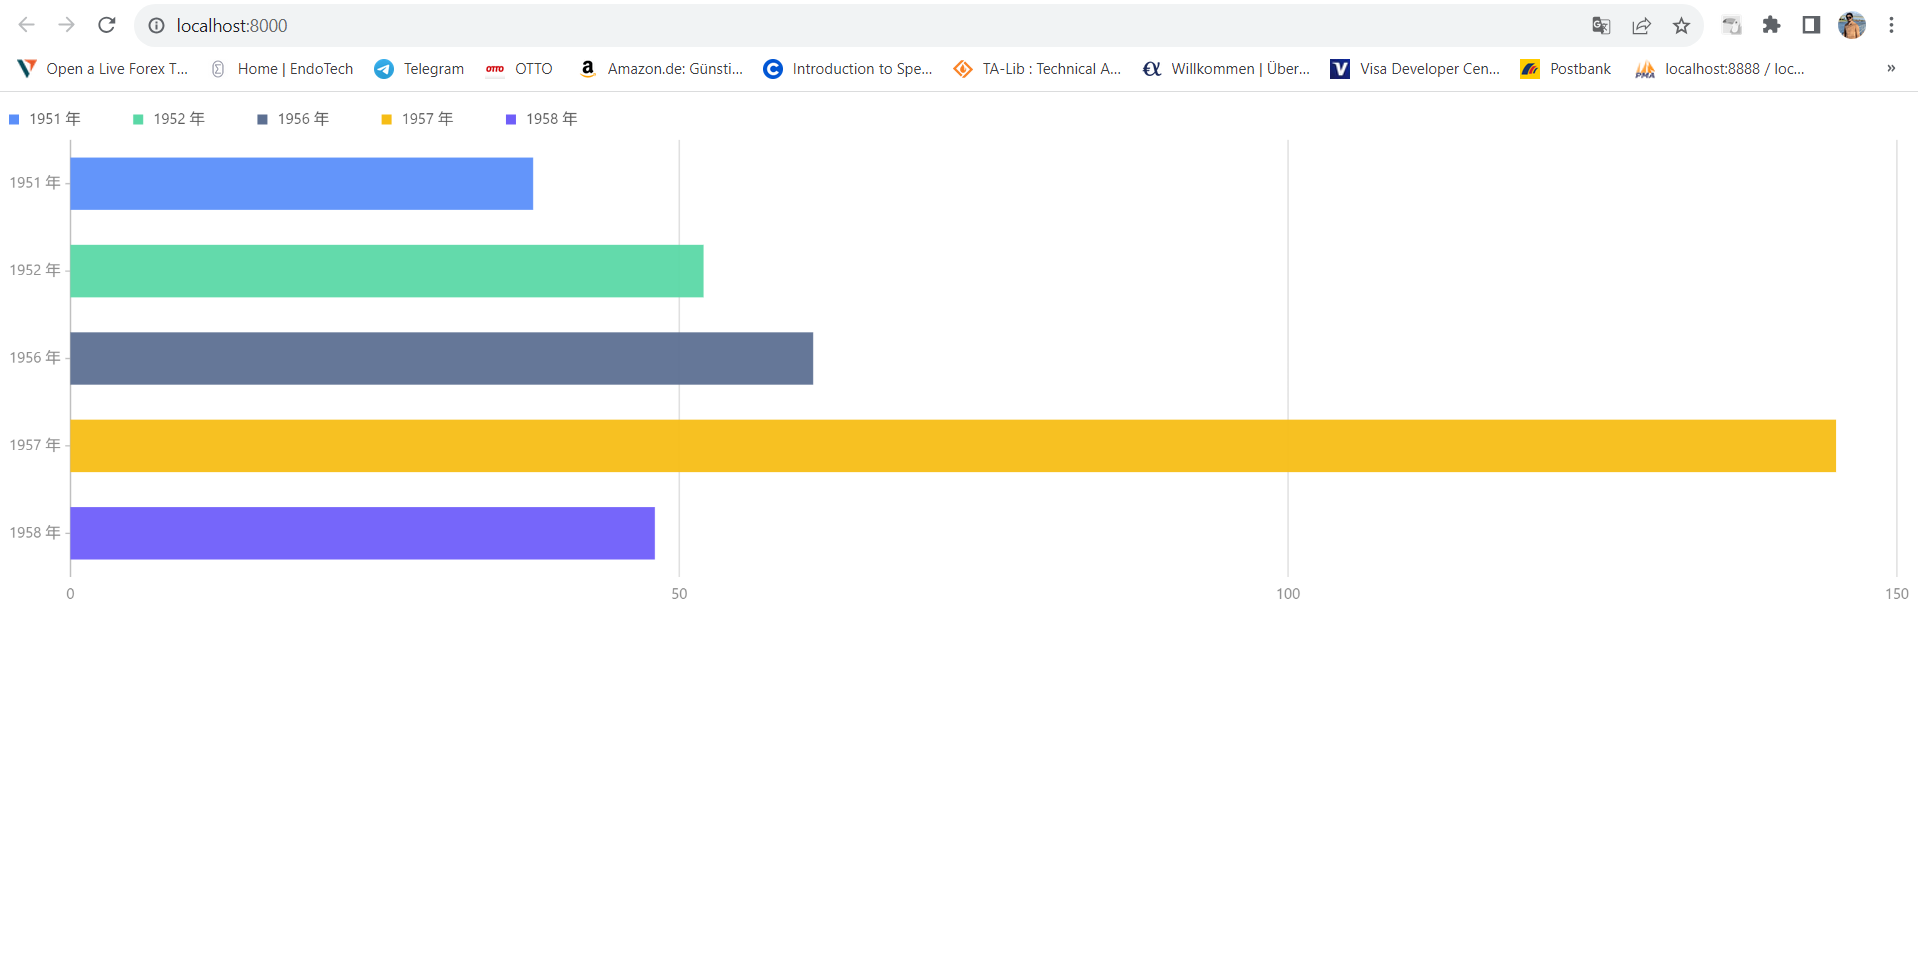 localhost:8000
Open a Live Forex T... Home | EndoTech Telegram OTTO OTTO Amazon.de: Günsti... Introduction to Spe... TA-Lib : Technical A... Willkommen | Über... Visa Developer Cen... Postbank PMA localhost:8888 / loc... »
1951 年 1952 年 1956 年 1957 年 1958 年
1951 年
1952 年
1956 年
1957 年
1958 年
0 50 100 150